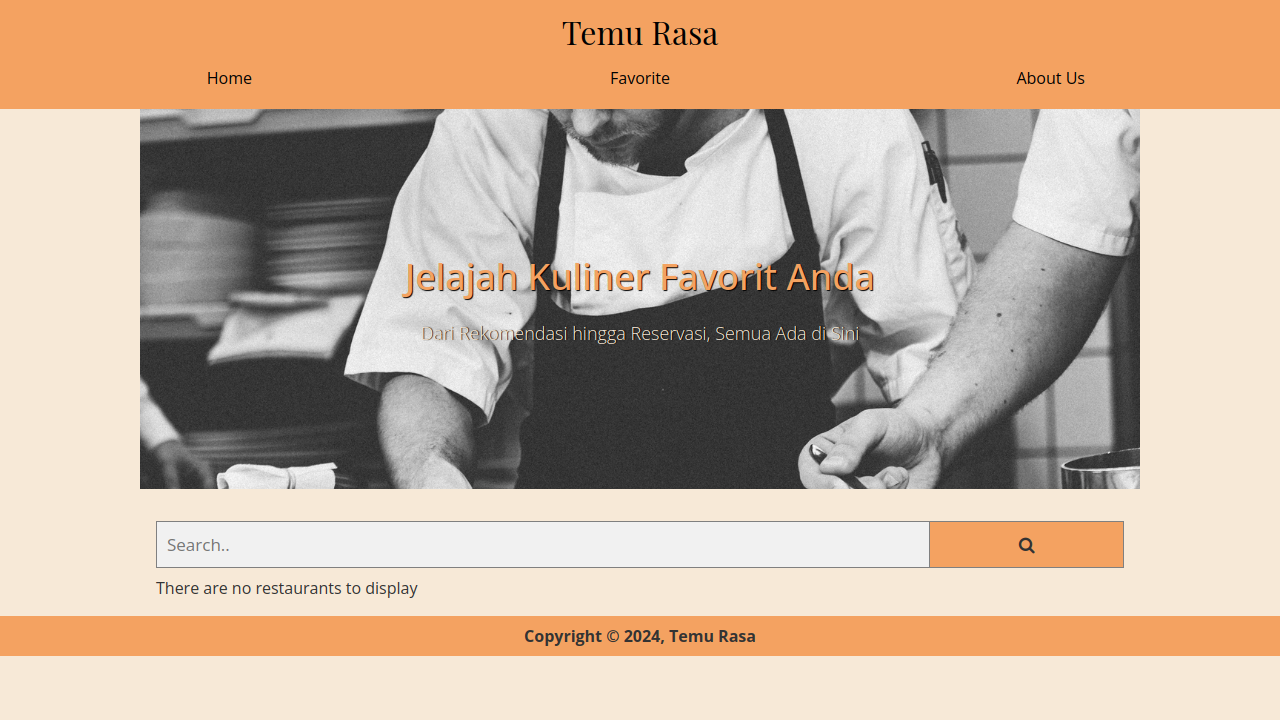 Temu Rasa
Home Favorite About Us
Jelajah Kuliner Favorit Anda
Dari Rekomendasi hingga Reservasi, Semua Ada di Sini
Search..
There are no restaurants to display
Copyright © 2024, Temu Rasa